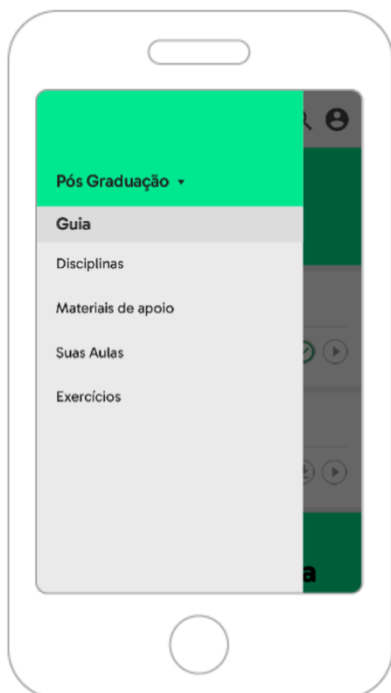 Pós Graduação
Guia
Disciplinas
Materiais de apoio
Suas Aulas
Exercícios
a